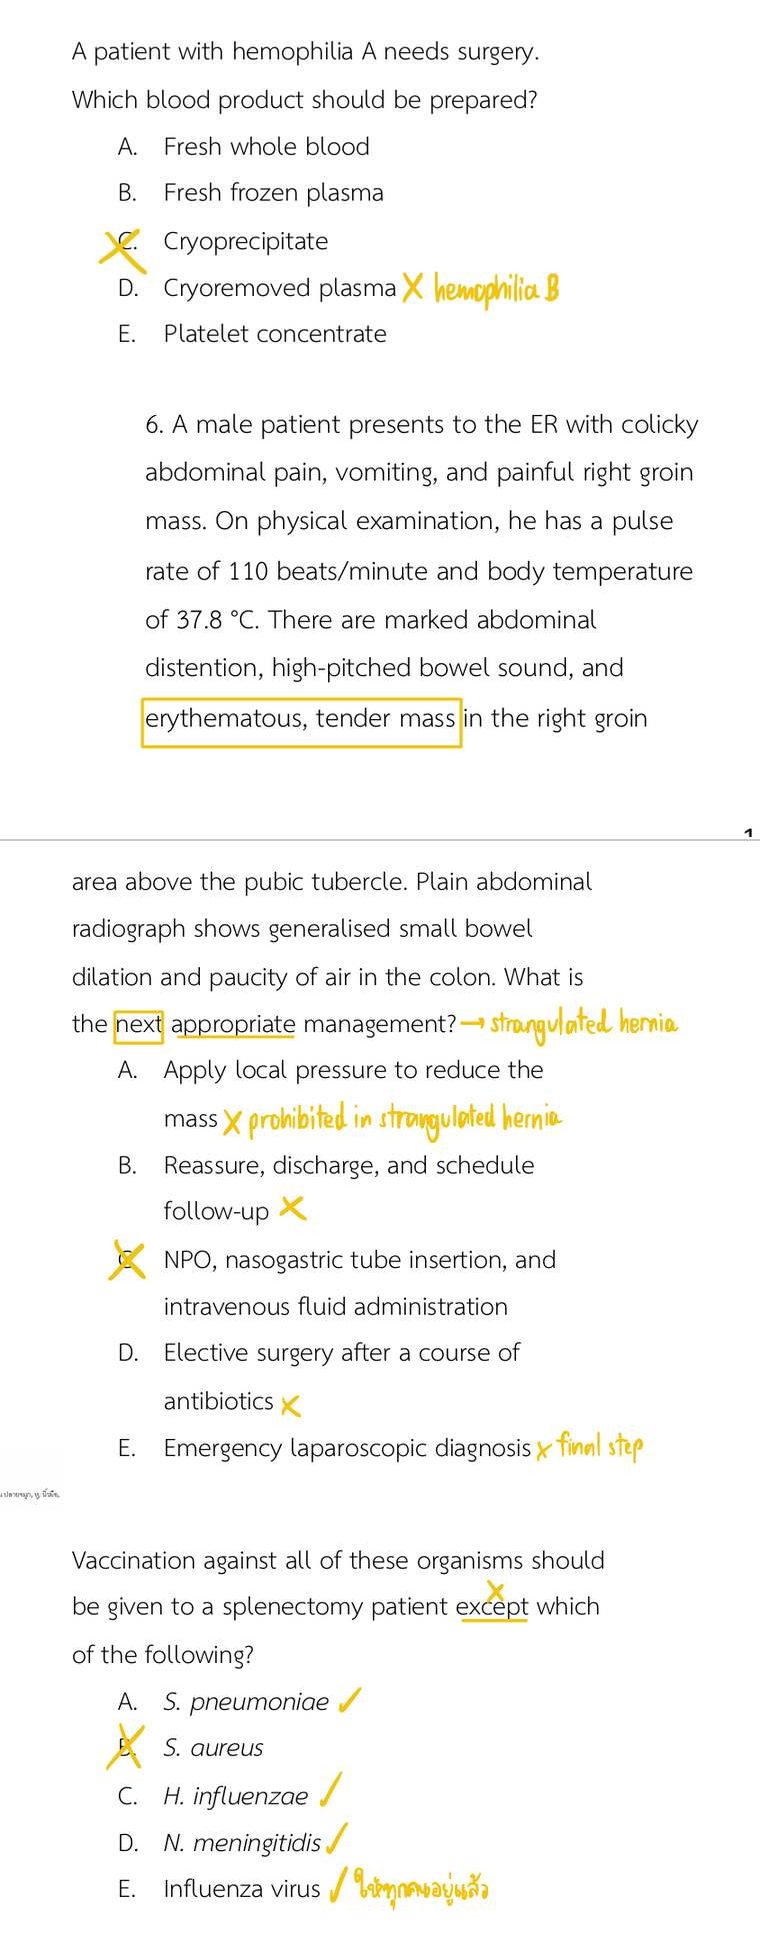 A patient with hemophilia A needs surgery.
Which blood product should be prepared?
A. Fresh whole blood
B. Fresh frozen plasma
C. Cryoprecipitate
D. Cryoremoved plasma X hemophilia B
E. Platelet concentrate
6. A male patient presents to the ER with colicky
abdominal pain, vomiting, and painful right groin
mass. On physical examination, he has a pulse
rate of 110 beats/minute and body temperature
of 37.8 °C. There are marked abdominal
distention, high-pitched bowel sound, and
erythematous, tender mass in the right groin
1
area above the pubic tubercle. Plain abdominal
radiograph shows generalised small bowel
dilation and paucity of air in the colon. What is
the next appropriate management? → strangulated hernia
A. Apply local pressure to reduce the
mass X prohibited in strangulated hernia
B. Reassure, discharge, and schedule
follow-up X
C NPO, nasogastric tube insertion, and
intravenous fluid administration
D. Elective surgery after a course of
antibiotics X
E. Emergency laparoscopic diagnosis X final step
Vaccination against all of these organisms should
be given to a splenectomy patient except which
of the following?
A. S. pneumoniae ✓
B. S. aureus
C. H. influenzae ✓
D. N. meningitidis ✓
E. Influenza virus ✓ ให้ทุกคนอยู่แล้ว